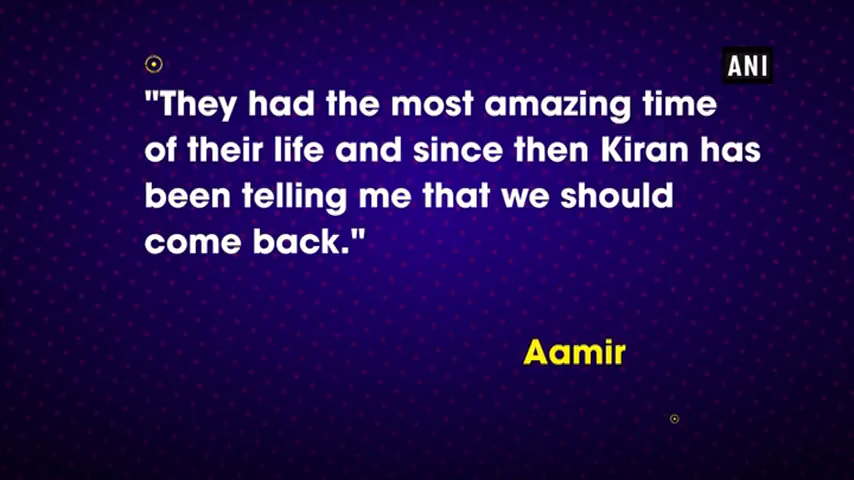 ANI
"They had the most amazing time
of their life and since then Kiran has
been telling me that we should
come back."
Aamir